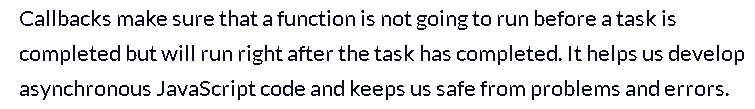 Callbacks make sure that a function is not going to run before a task is
completed but will run right after the task has completed. It helps us develop
asynchronous JavaScript code and keeps us safe from problems and errors.